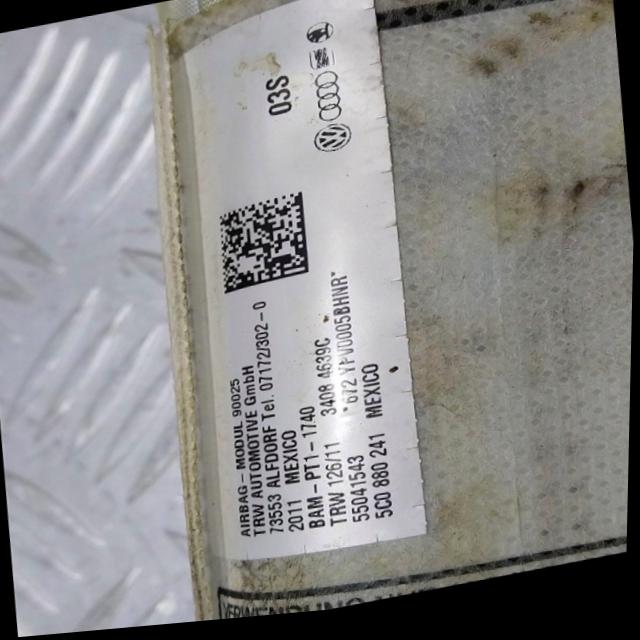 03S
AIRBAG-MODUL 90025
TRW AUTOMOTIVE GmbH
73553 ALFDORF Tel. 07172/302-0
2011 MEXICO
BAM-PT1-1740
TRW 126/11 3408 4639C
55041543 *672 YPV0005BHNR*
5C0 880 241 MEXICO